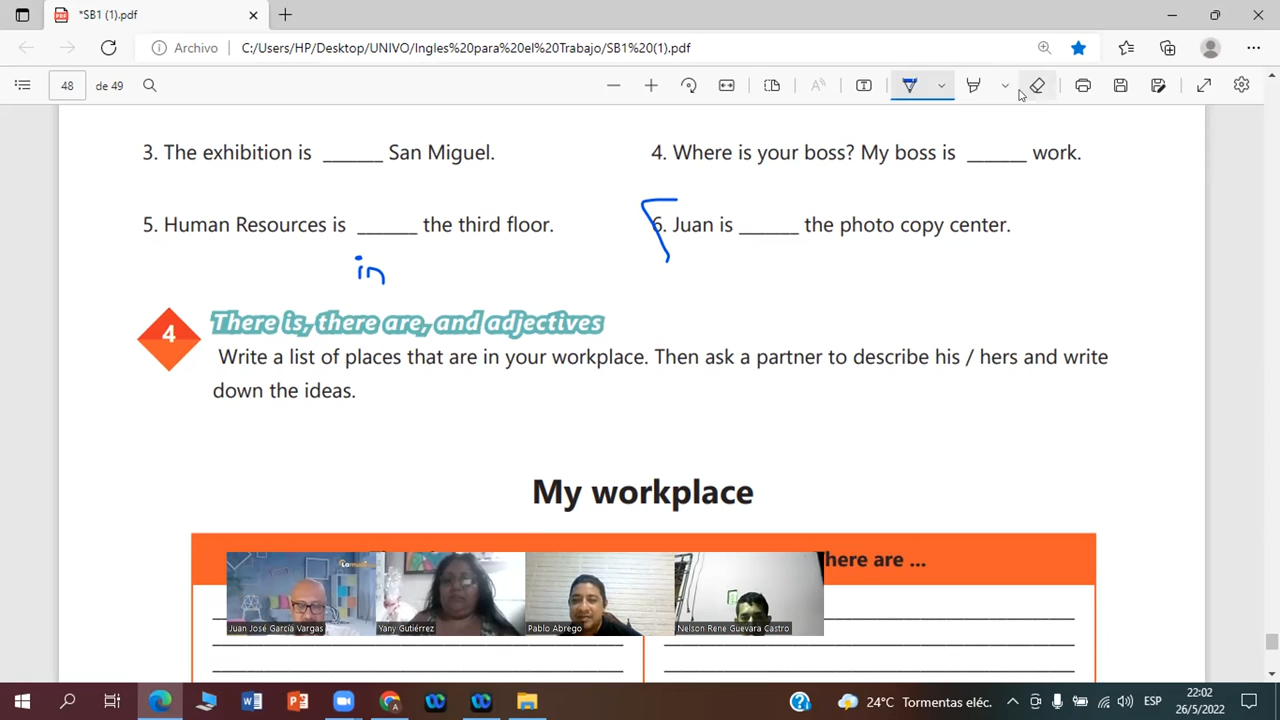 *SB1 (1).pdf
Archivo
C:/Users/HP/Desktop/UNIVO/Ingles%20para%20el%20Trabajo/SB1%20(1).pdf
48 de 49
3. The exhibition is ______ San Miguel.
4. Where is your boss? My boss is ______ work.
5. Human Resources is ______ the third floor.
6. Juan is ______ the photo copy center.
in
4 There is, there are, and adjectives
Write a list of places that are in your workplace. Then ask a partner to describe his / hers and write
down the ideas.
My workplace
here are ...
Juan José García Vargas
Yany Gutiérrez
Pablo Abrego
Nelson Rene Guevara Castro
24°C Tormentas eléc.
ESP
22:02
26/5/2022